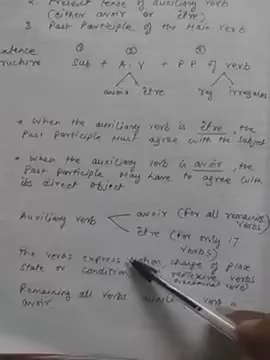 2. Present tense of auxiliary verb
(either avoir or être)
3. Past Participle of the Main verb
① ② ③
Sentence
structure Sub + A.V + P.P of verb
avoir être reg irregular
* When the auxiliary verb is être, the
Past Participle must agree with the subject
* When the auxiliary verb is avoir, the
Past Participle May have to agree with
its direct object
Auxiliary verb avoir (For all remaining verbs)
être (For only 17 verbs)
The verbs express motion, change of place
state or condition, reflexive verbs
Remaining all verbs verb
avoir